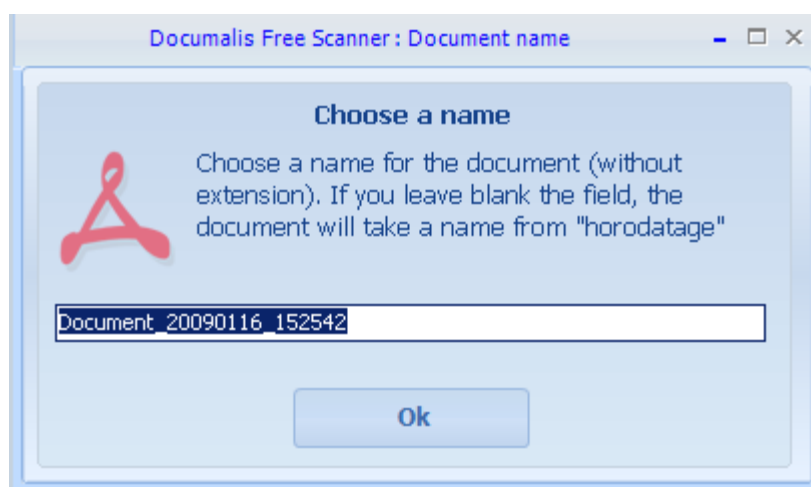 Documalis Free Scanner : Document name
Choose a name
Choose a name for the document (without
extension). If you leave blank the field, the
document will take a name from "horodatage"
Document_20090116_152542
Ok